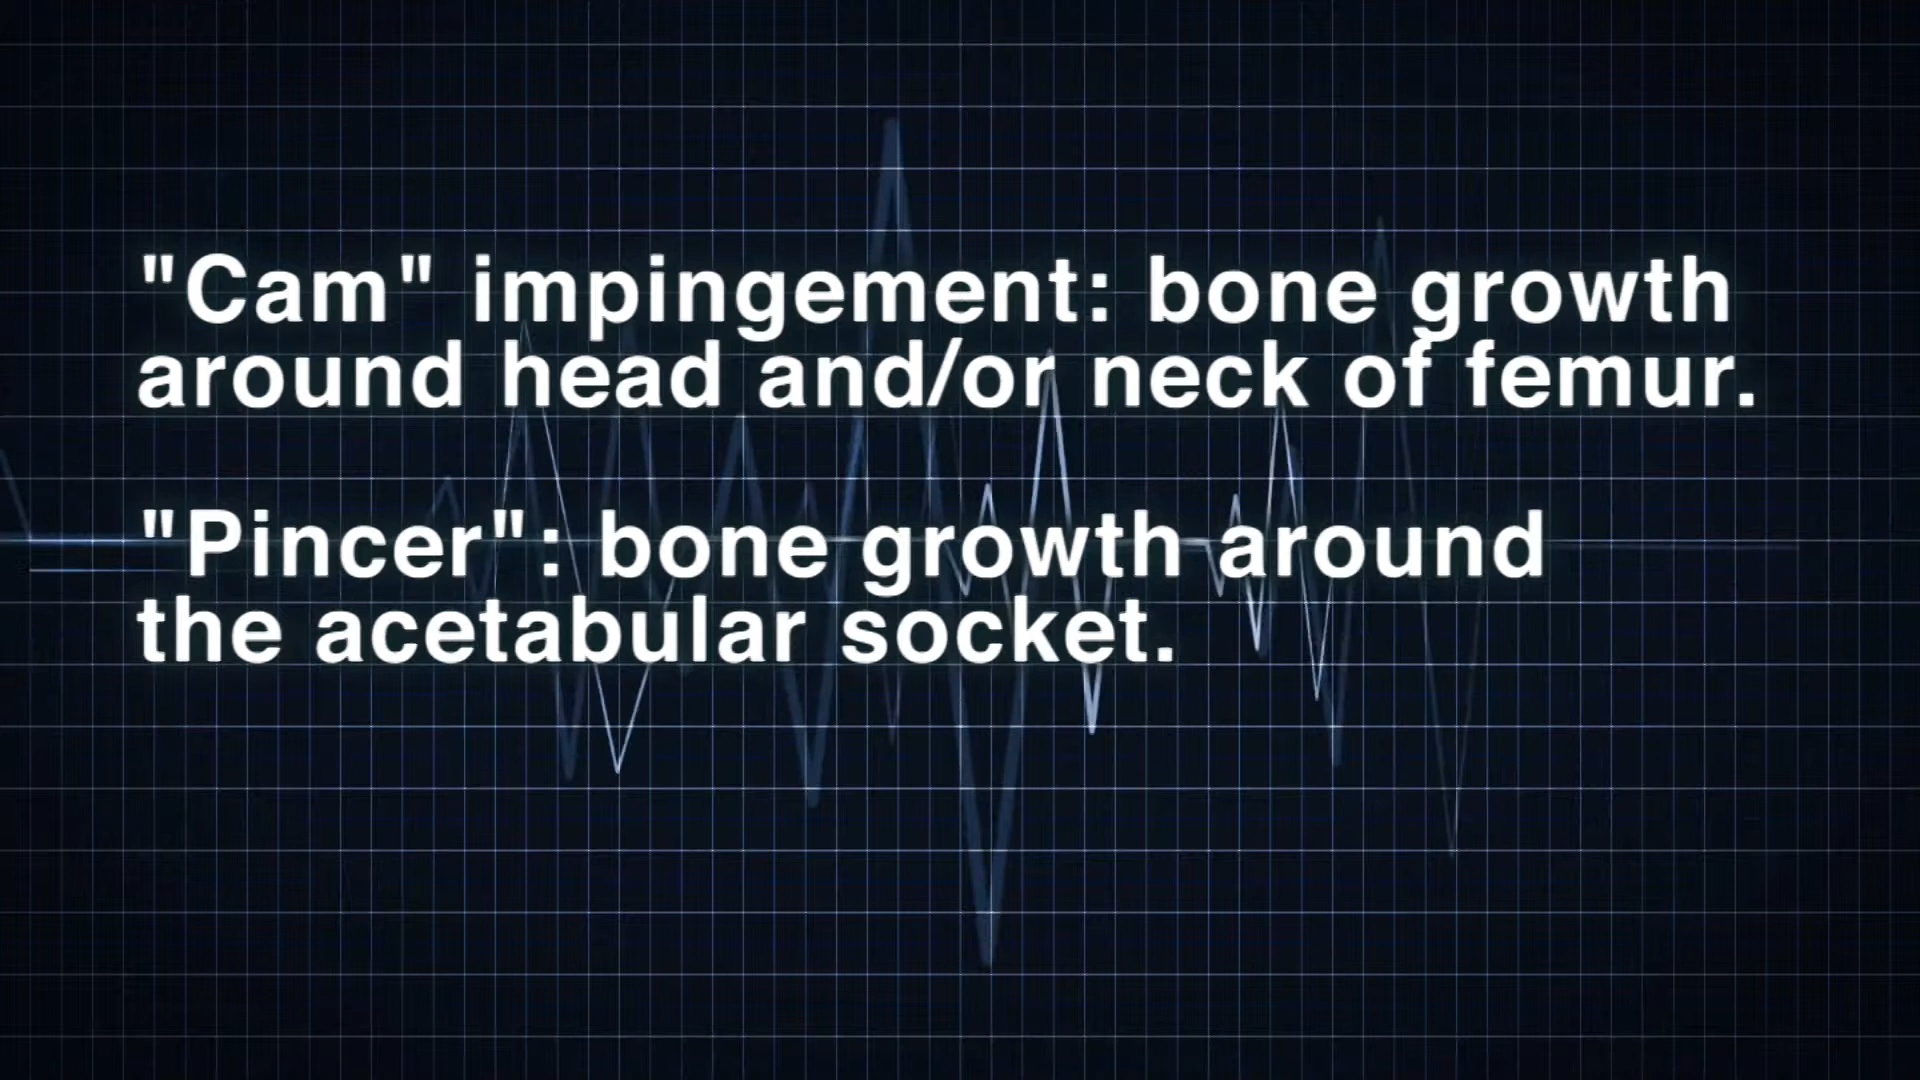 "Cam" impingement: bone growth
around head and/or neck of femur.
"Pincer": bone growth around
the acetabular socket.